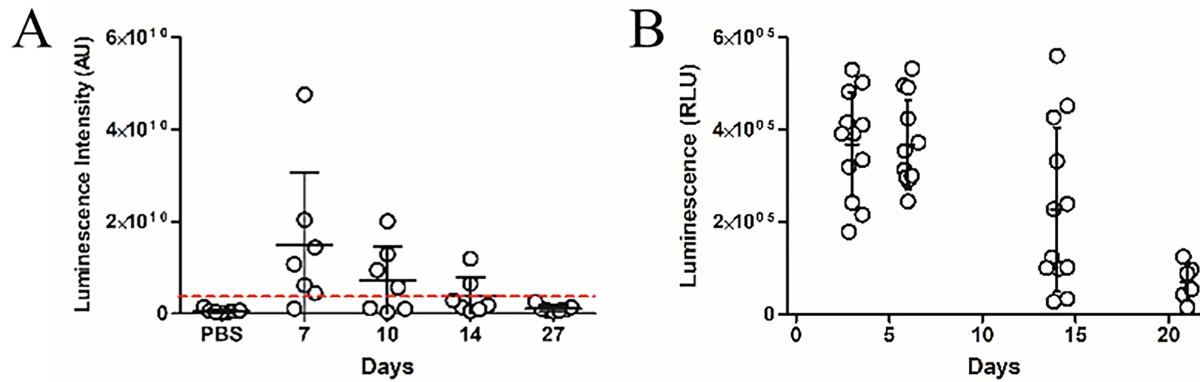 A
Luminescence Intensity (AU)
6×10¹⁰
4×10¹⁰
2×10¹⁰
0
PBS 7 10 14 27
Days
B
Luminescence (RLU)
6×10⁰⁵
4×10⁰⁵
2×10⁰⁵
0
0 5 10 15 20
Days